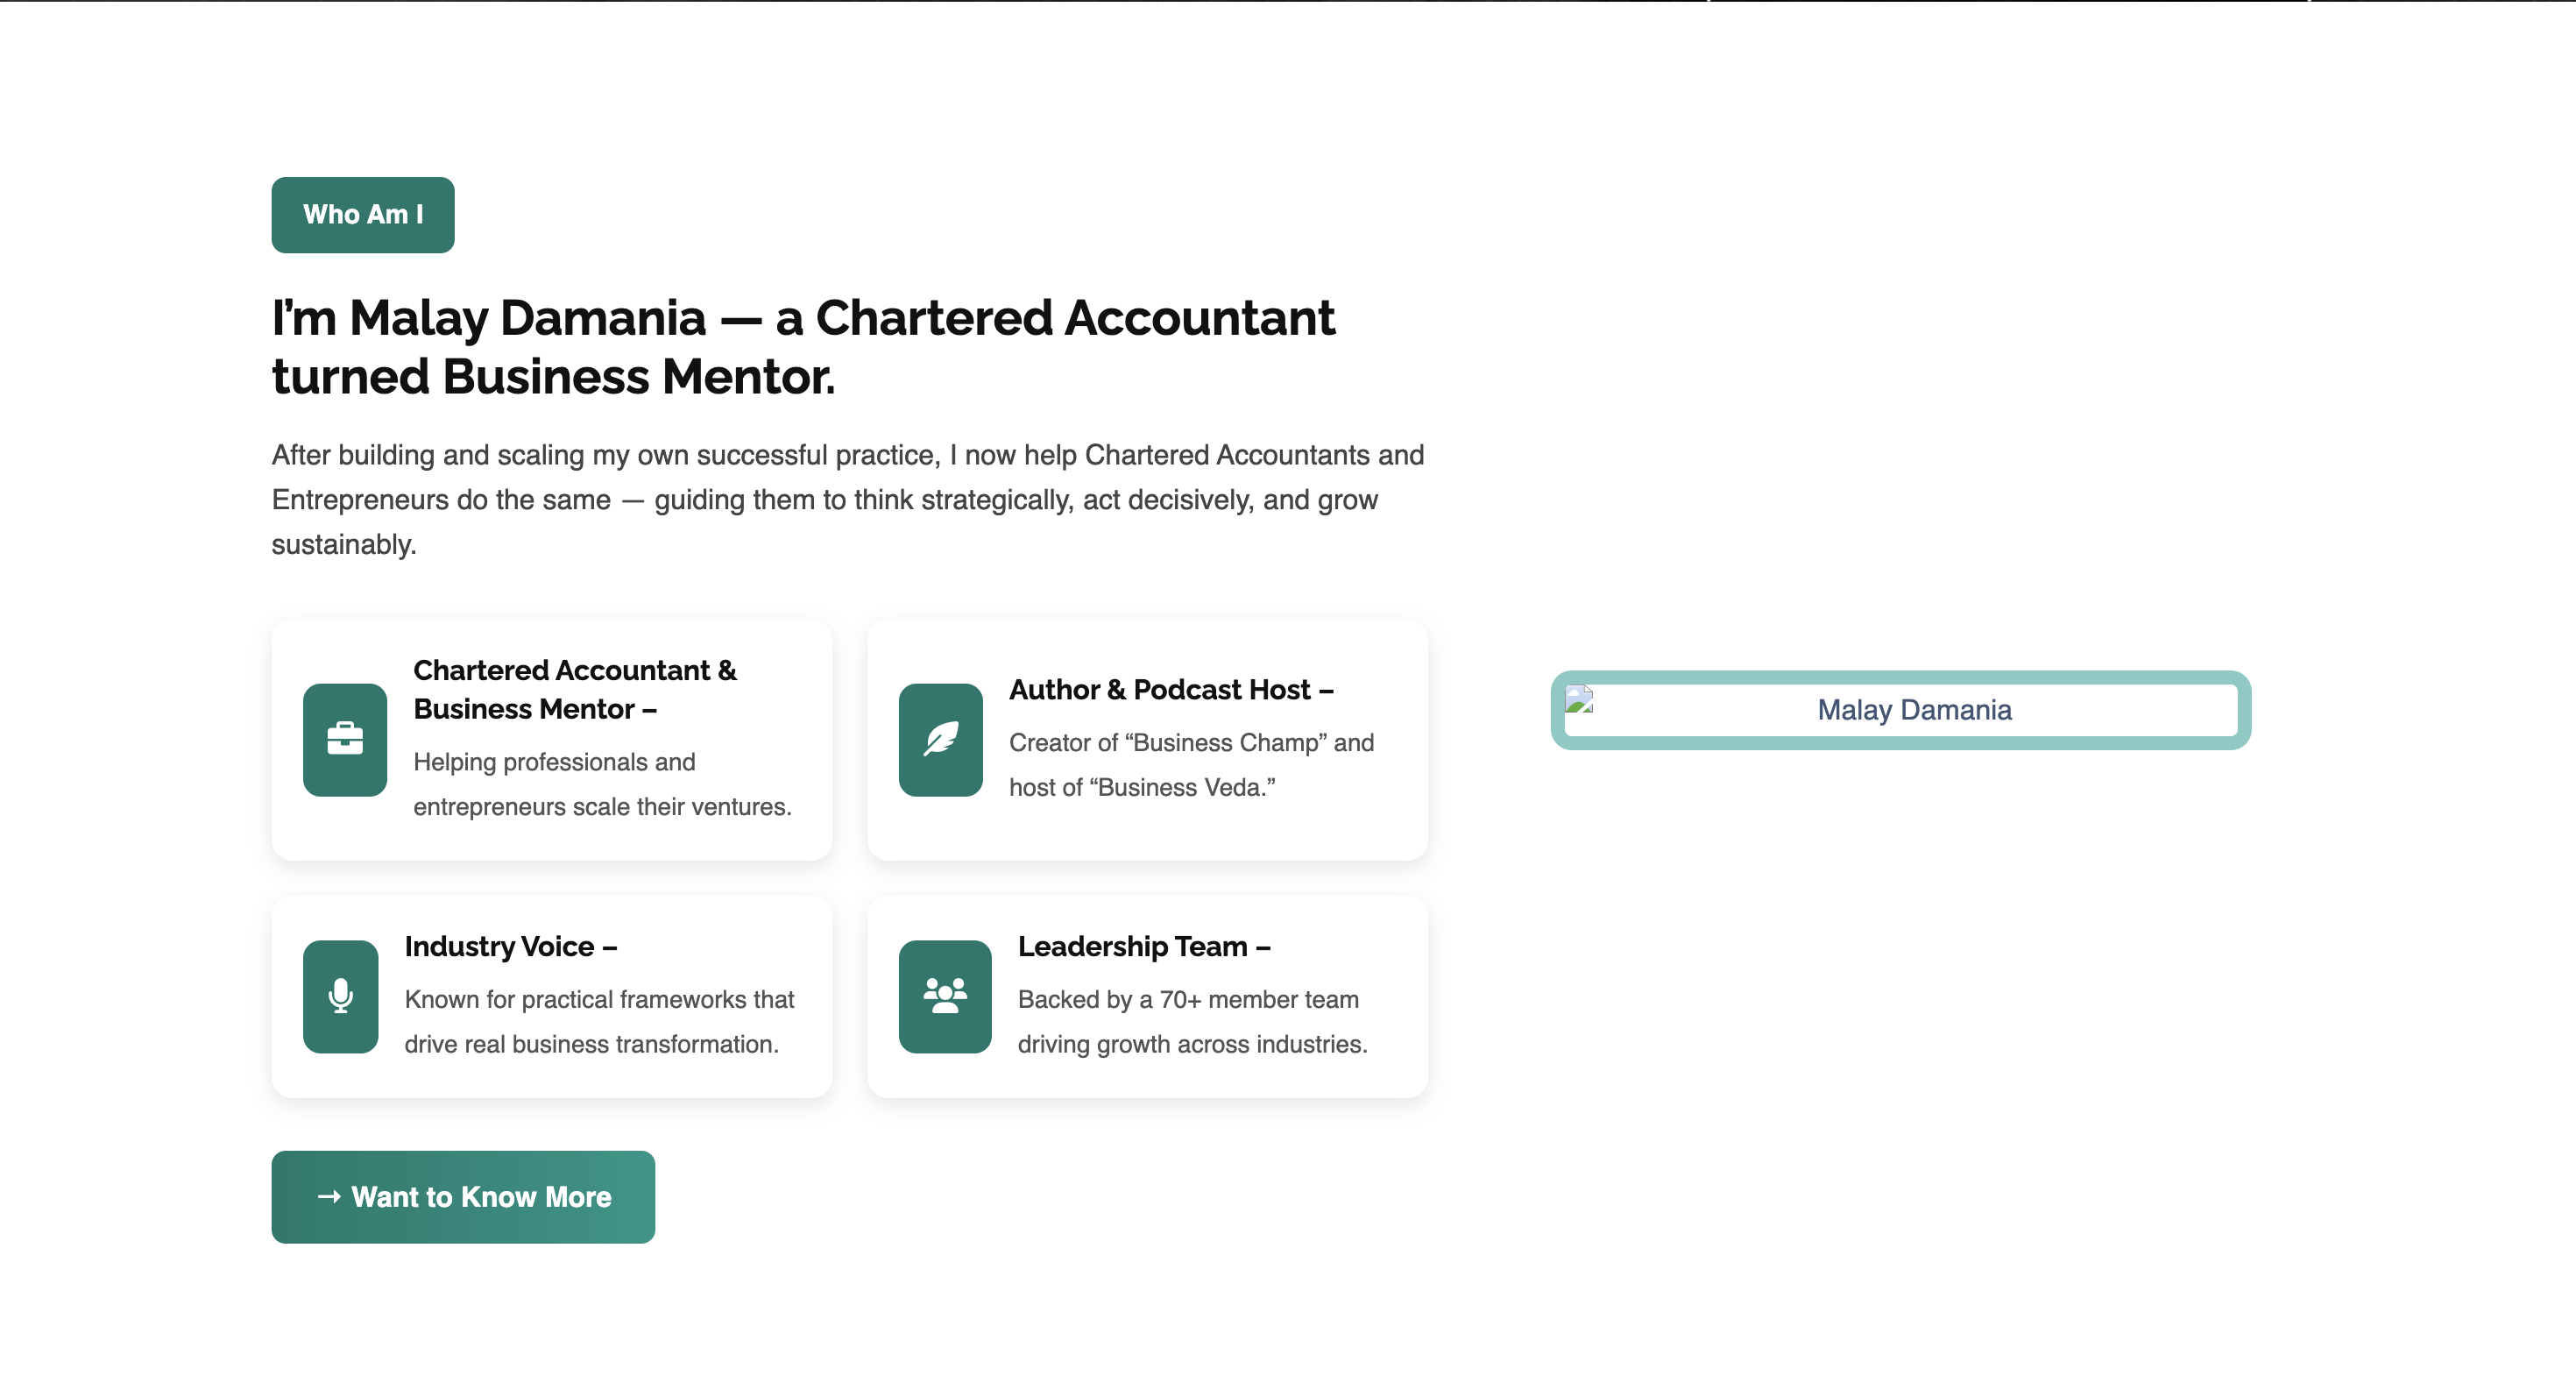 Who Am I
I’m Malay Damania — a Chartered Accountant
turned Business Mentor.
After building and scaling my own successful practice, I now help Chartered Accountants and
Entrepreneurs do the same — guiding them to think strategically, act decisively, and grow
sustainably.
Chartered Accountant &
Business Mentor –
Helping professionals and
entrepreneurs scale their ventures.
Author & Podcast Host –
Creator of “Business Champ” and
host of “Business Veda.”
Industry Voice –
Known for practical frameworks that
drive real business transformation.
Leadership Team –
Backed by a 70+ member team
driving growth across industries.
→ Want to Know More
Malay Damania